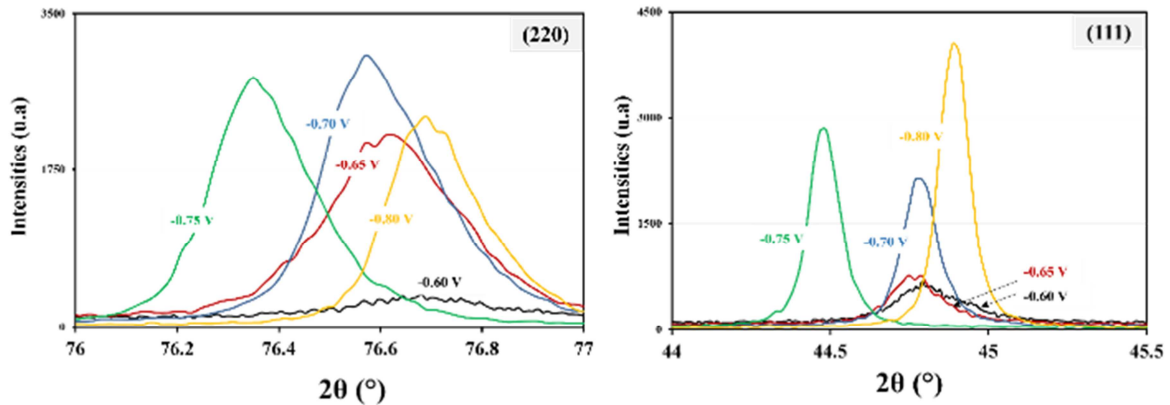 3500
(220)
-0.70 V
-0.65 V
1750
-0.75 V
-0.80 V
-0.60 V
0
76
76.2
76.4
76.6
76.8
77
2θ (°)
Intensities (u.a)
4500
(111)
-0.80 V
3000
-0.75 V
-0.70 V
1500
-0.65 V
-0.60 V
0
44
44.5
45
45.5
2θ (°)
Intensities (u.a)